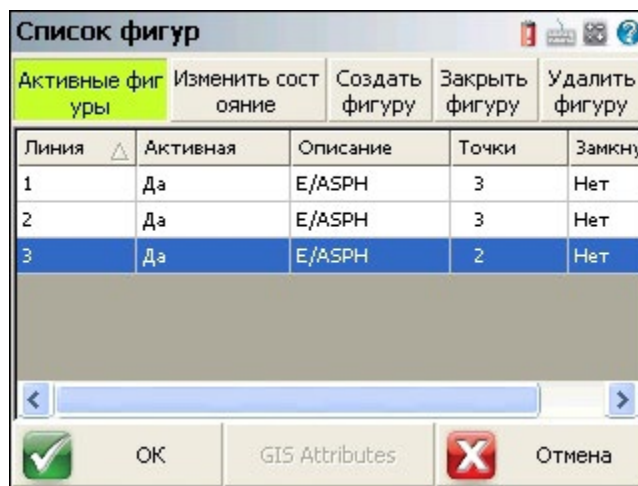 Список фигур
Активные фиг
уры
Изменить сост
ояние
Создать
фигуру
Закрыть
фигуру
Удалить
фигуру
Линия Активная Описание Точки Замкну
1 Да E/ASPH 3 Нет
2 Да E/ASPH 3 Нет
3 Да E/ASPH 2 Нет
OK GIS Attributes Отмена